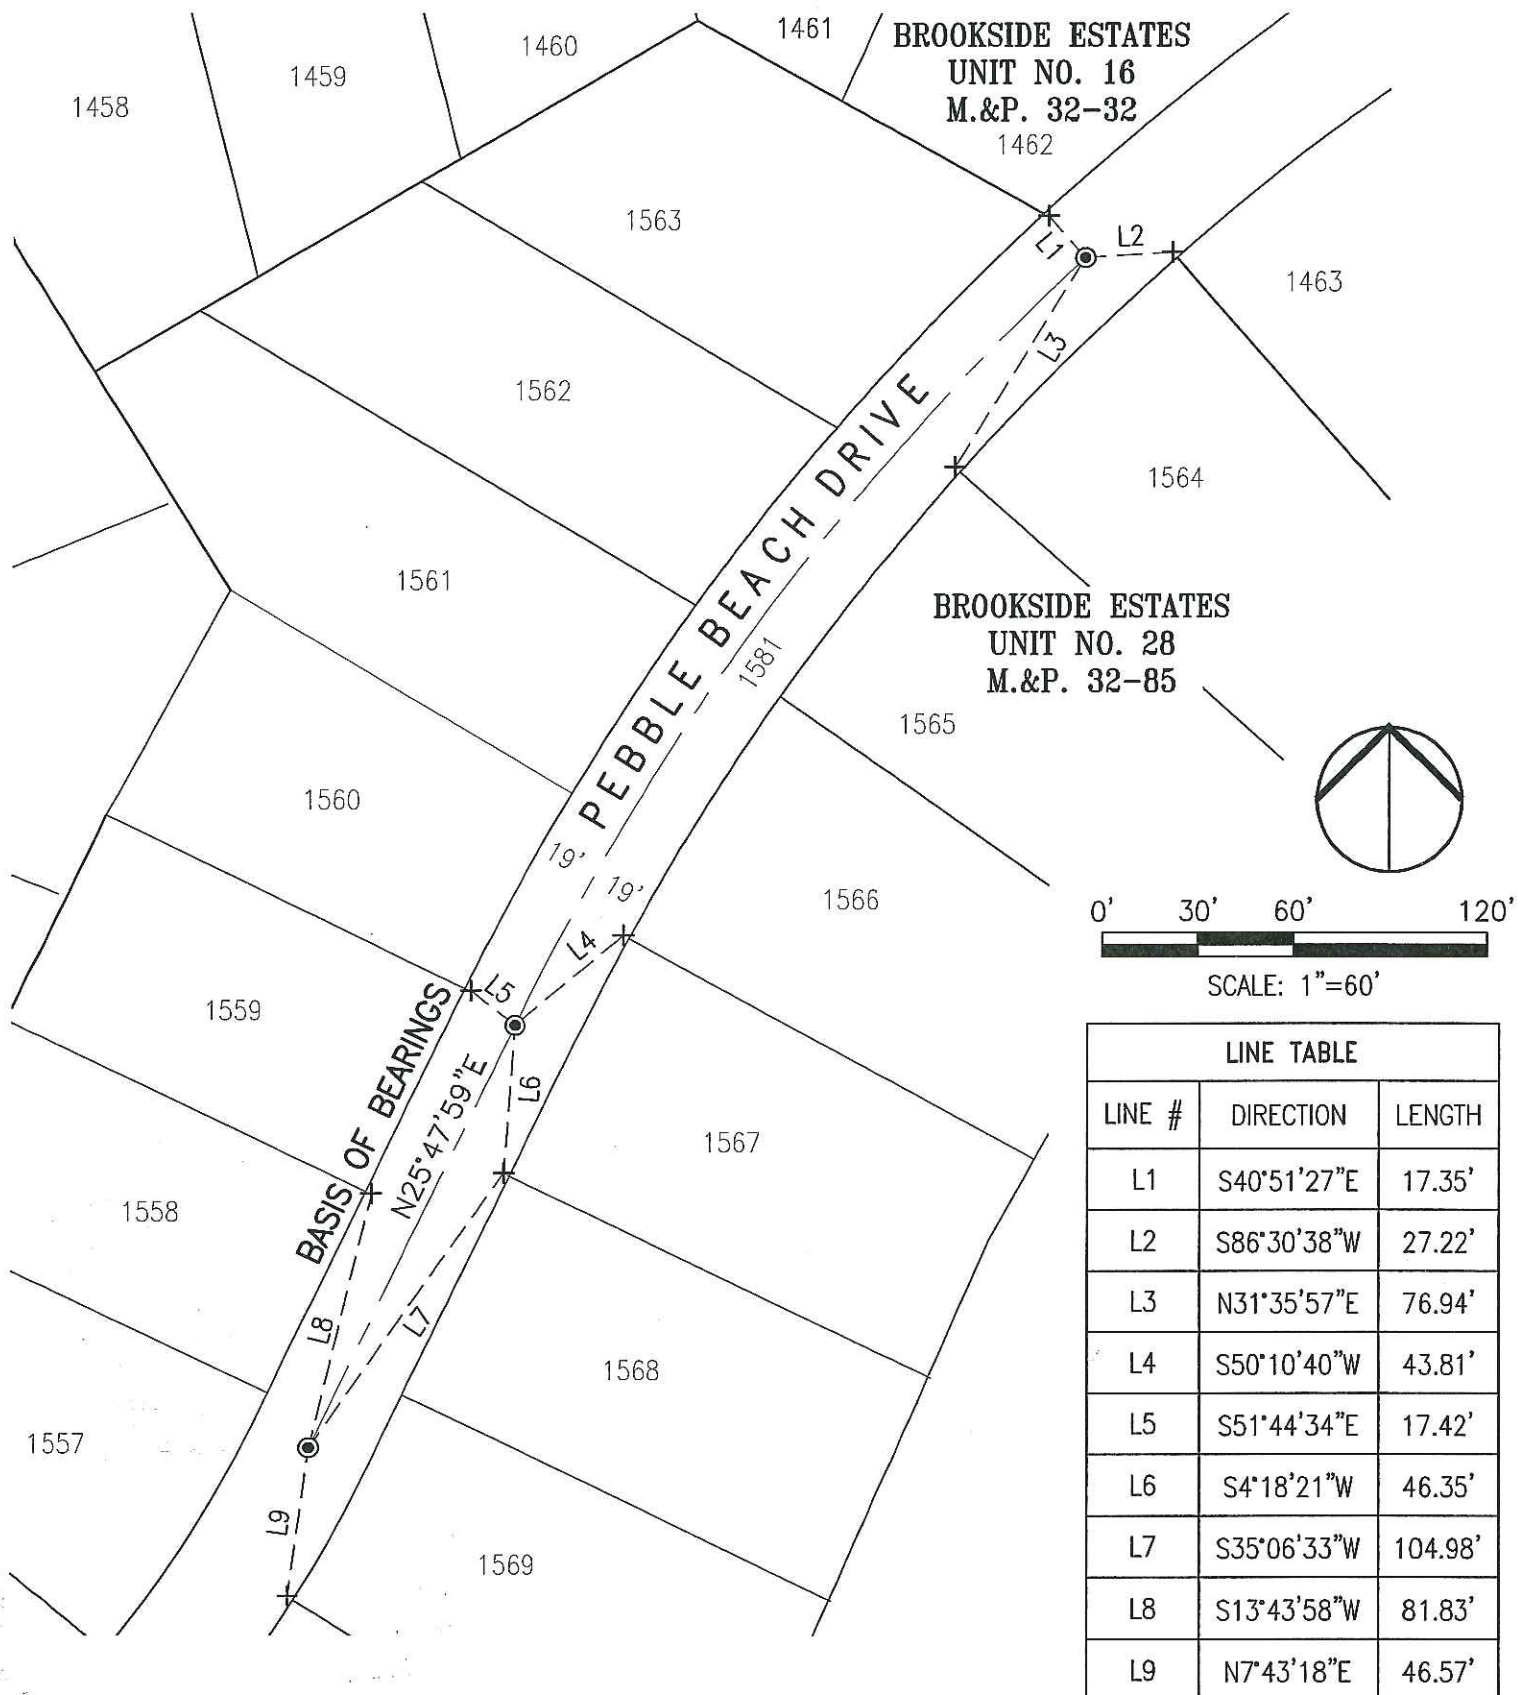 1458
1459
1460
1461
BROOKSIDE ESTATES
UNIT NO. 16
M.&P. 32-32
1462
1563
L1
L2
1463
L3
1562
1564
PEBBLE BEACH DRIVE
1561
1581
BROOKSIDE ESTATES
UNIT NO. 28
M.&P. 32-85
1565
1560
19'
19'
1566
0' 30' 60' 120'
SCALE: 1"=60'
L4
L5
1559
BASIS OF BEARINGS
N25°47'59"E
L6
1567
1558
L8
L7
1568
1557
L9
1569
LINE TABLE
LINE # DIRECTION LENGTH
L1 S40°51'27"E 17.35'
L2 S86°30'38"W 27.22'
L3 N31°35'57"E 76.94'
L4 S50°10'40"W 43.81'
L5 S51°44'34"E 17.42'
L6 S4°18'21"W 46.35'
L7 S35°06'33"W 104.98'
L8 S13°43'58"W 81.83'
L9 N7°43'18"E 46.57'